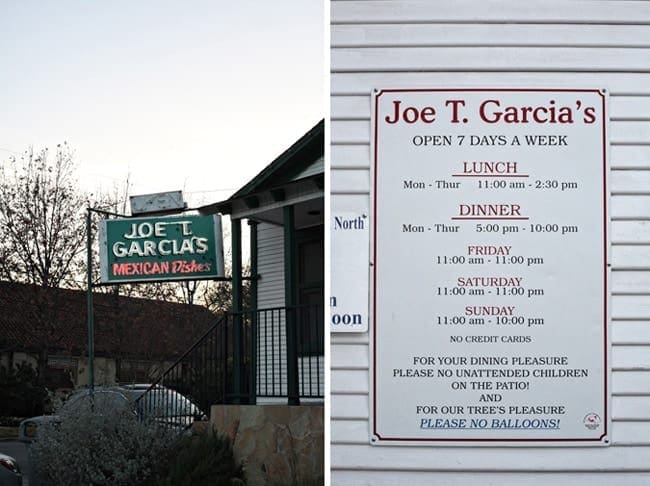 JOE T.
GARCIA'S
MEXICAN Dishes
North
oon
Joe T. Garcia's
OPEN 7 DAYS A WEEK
LUNCH
Mon - Thur 11:00 am - 2:30 pm
DINNER
Mon - Thur 5:00 pm - 10:00 pm
FRIDAY
11:00 am - 11:00 pm
SATURDAY
11:00 am - 11:00 pm
SUNDAY
11:00 am - 10:00 pm
NO CREDIT CARDS
FOR YOUR DINING PLEASURE
PLEASE NO UNATTENDED CHILDREN
ON THE PATIO!
AND
FOR OUR TREE'S PLEASURE
PLEASE NO BALLOONS!